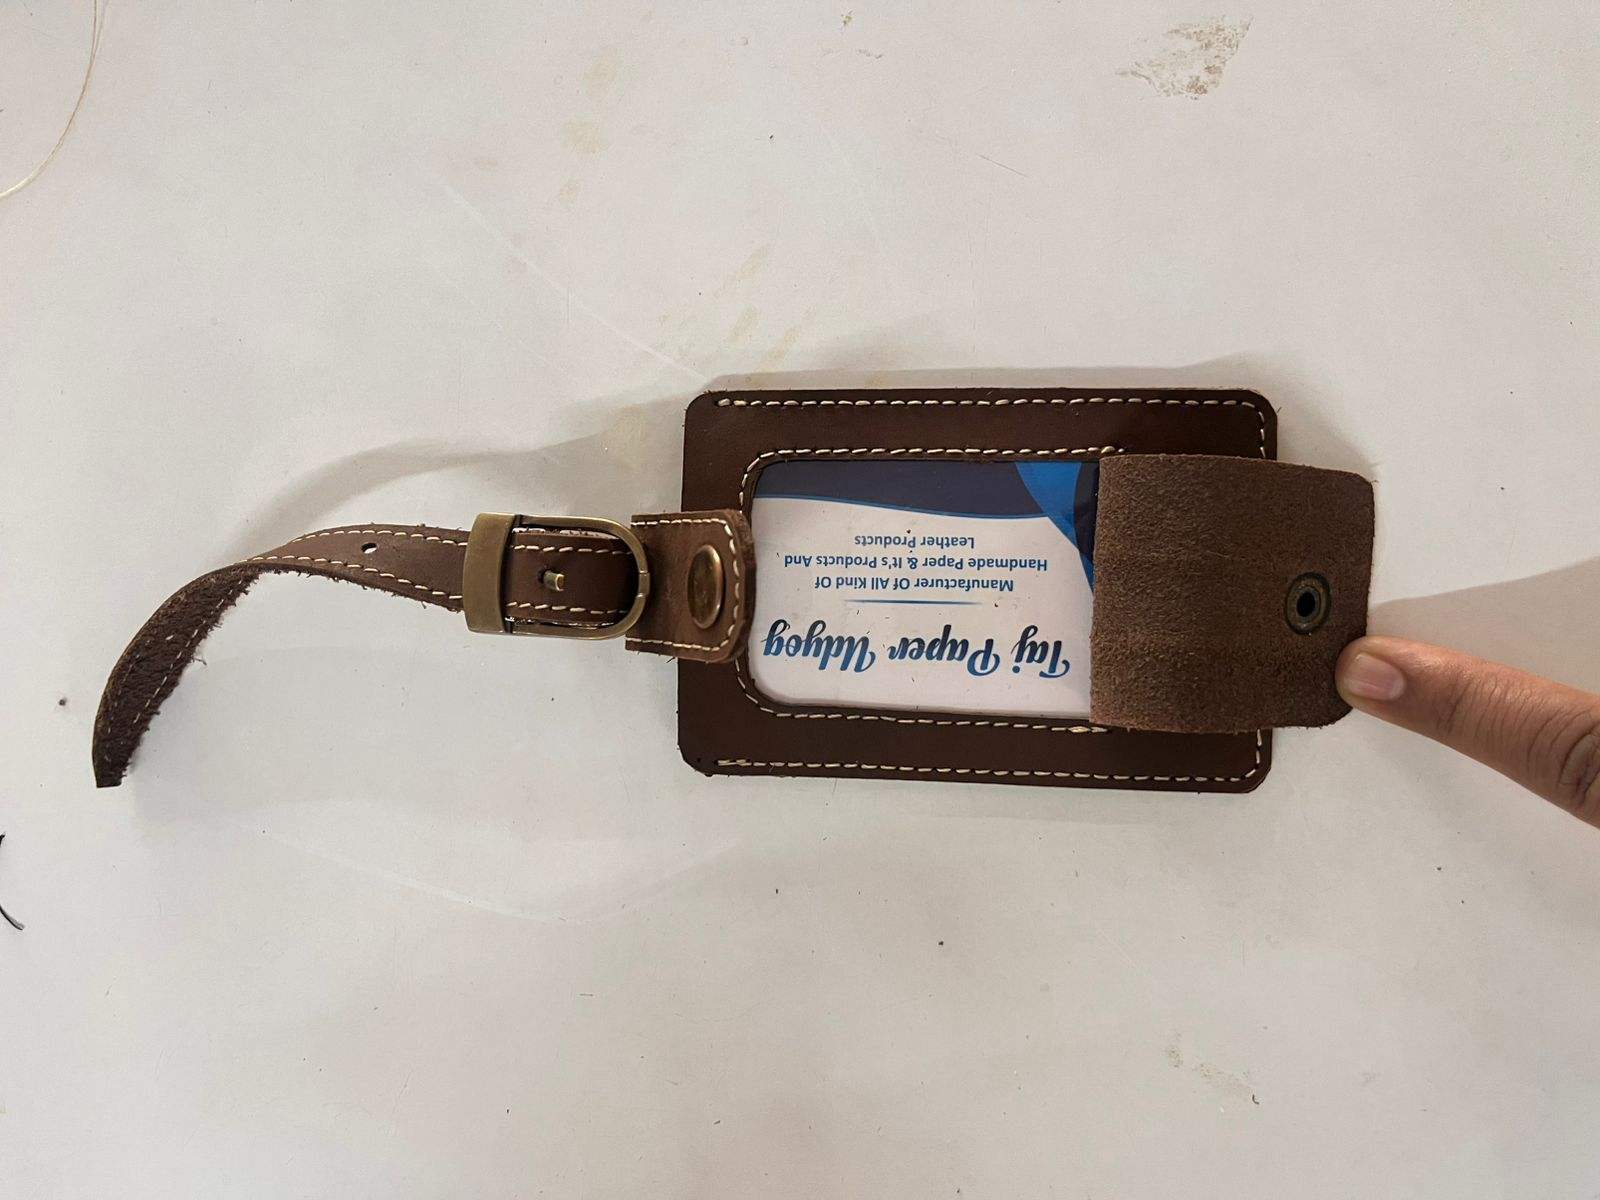 Taj Paper Udyog
Manufacturer Of All Kind Of
Handmade Paper & It's Products And
Leather Products